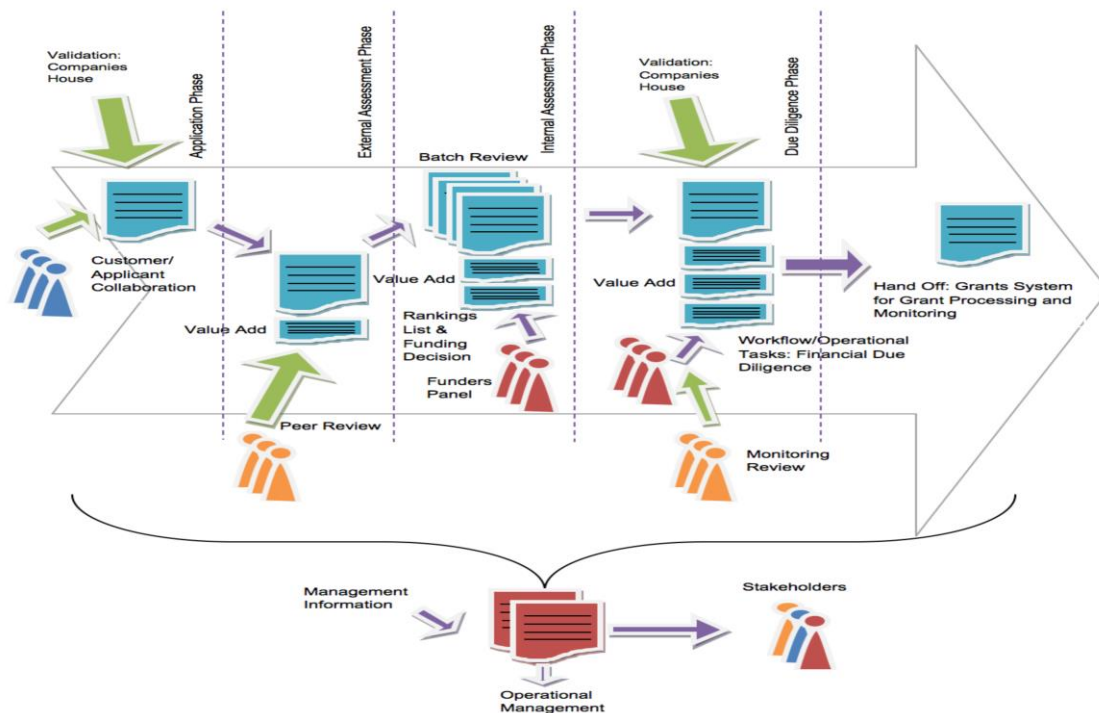 Validation:
Companies
House
Application Phase
External Assessment Phase
Internal Assessment Phase
Validation:
Companies
House
Due Diligence Phase
Batch Review
Customer/
Applicant
Collaboration
Value Add
Value Add
Rankings
List &
Funding
Decision
Funders
Panel
Value Add
Hand Off: Grants System
for Grant Processing and
Monitoring
Workflow/Operational
Tasks: Financial Due
Diligence
Peer Review
Monitoring
Review
Management
Information
Stakeholders
Operational
Management